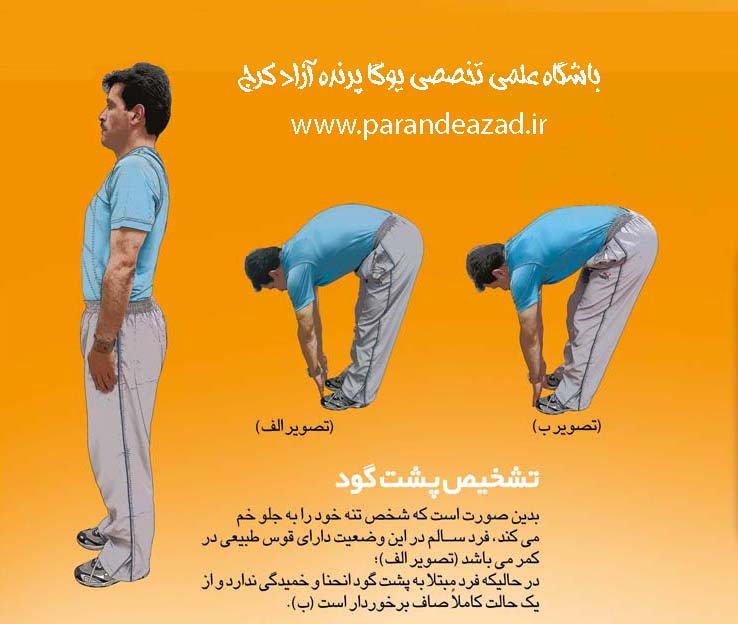 باشگاه علمی تخصصی یوگا پرنده آزاد کرج
www.parandeazad.ir
(تصویر الف)
(تصویر ب)
تشخیص پشت گود
بدین صورت است که شخص تنه خود را به جلو خم
می کند، فرد سالم در این وضعیت دارای قوس طبیعی در
کمر می باشد (تصویر الف)؛
در حالیکه فرد مبتلا به پشت گود انحنا و خمیدگی ندارد و از
یک حالت کاملاً صاف برخوردار است (ب).